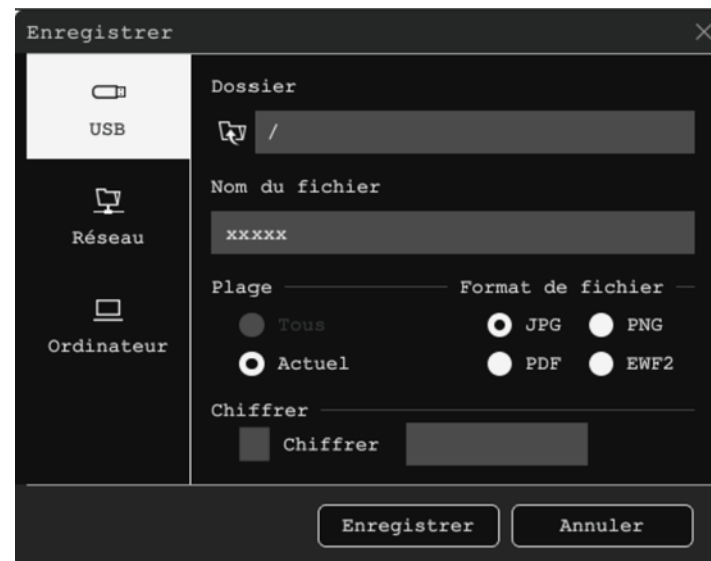 Enregistrer
USB
Réseau
Ordinateur
Dossier
/
Nom du fichier
xxxxx
Plage
Tous
Actuel
Format de fichier
JPG PNG
PDF EWF2
Chiffrer
Chiffrer
Enregistrer Annuler